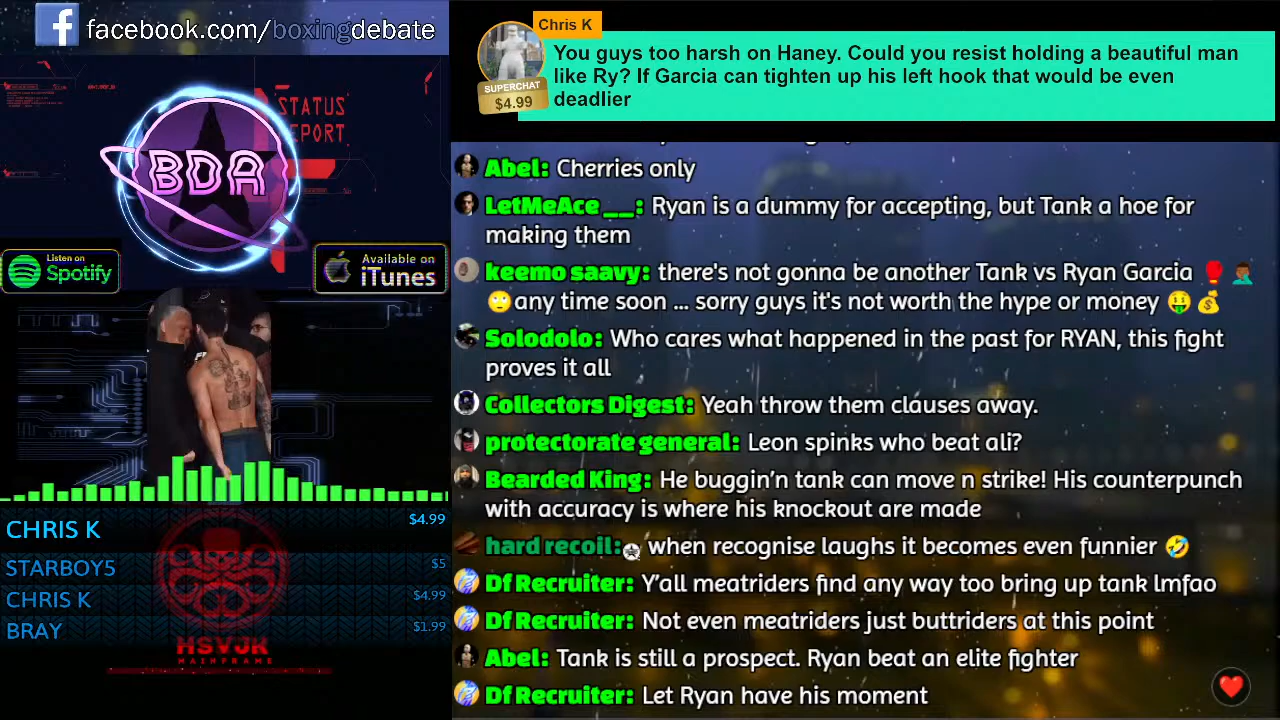 facebook.com/boxingdebate
STATUS
BDA
Listen on
Spotify
Available on
iTunes
CHRIS K $4.99
STARBOY5 $5
CHRIS K $4.99
BRAY $1.99
HSVJK
MAINFRAME
Chris K
SUPERCHAT
$4.99
You guys too harsh on Haney. Could you resist holding a beautiful man
like Ry? If Garcia can tighten up his left hook that would be even
deadlier
Abel: Cherries only
LetMeAce __: Ryan is a dummy for accepting, but Tank a hoe for
making them
keemo saavy: there's not gonna be another Tank vs Ryan Garcia 🥊🤦🏾‍♂️
🙄any time soon ... sorry guys it's not worth the hype or money 🤑💰
Solodolo: Who cares what happened in the past for RYAN, this fight
proves it all
Collectors Digest: Yeah throw them clauses away.
protectorate general: Leon spinks who beat ali?
Bearded King: He buggin’n tank can move n strike! His counterpunch
with accuracy is where his knockout are made
hard recoil: when recognise laughs it becomes even funnier 🤣
Df Recruiter: Y’all meatriders find any way too bring up tank lmfao
Df Recruiter: Not even meatriders just buttriders at this point
Abel: Tank is still a prospect. Ryan beat an elite fighter
Df Recruiter: Let Ryan have his moment